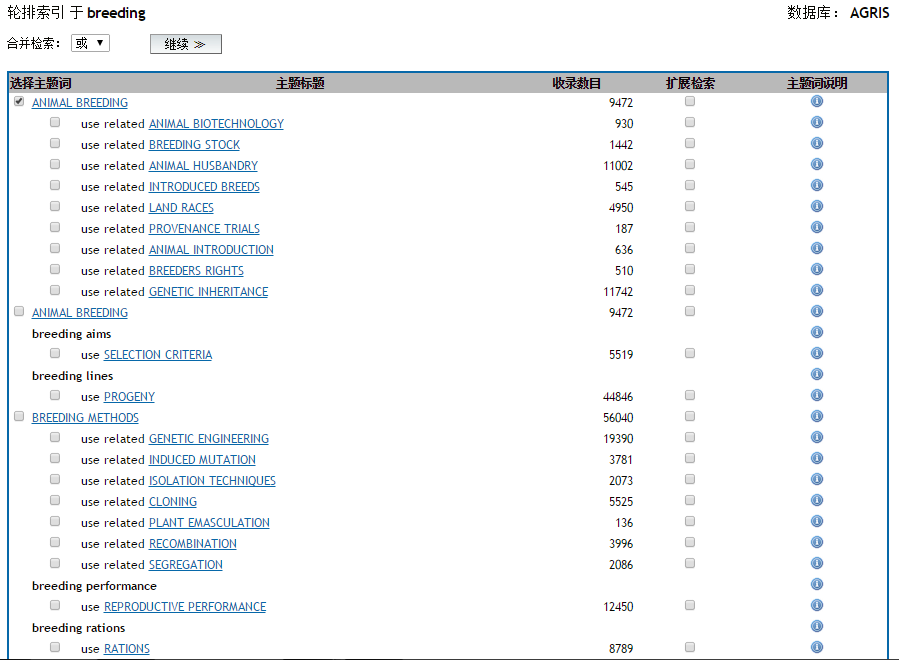 轮排索引 于 breeding 数据库： AGRIS
合并检索： 或 ▼ 继续 ≫
选择主题词 主题标题 收录数目 扩展检索 主题词说明
ANIMAL BREEDING 9472
use related ANIMAL BIOTECHNOLOGY 930
use related BREEDING STOCK 1442
use related ANIMAL HUSBANDRY 11002
use related INTRODUCED BREEDS 545
use related LAND RACES 4950
use related PROVENANCE TRIALS 187
use related ANIMAL INTRODUCTION 636
use related BREEDERS RIGHTS 510
use related GENETIC INHERITANCE 11742
ANIMAL BREEDING 9472
breeding aims
use SELECTION CRITERIA 5519
breeding lines
use PROGENY 44846
BREEDING METHODS 56040
use related GENETIC ENGINEERING 19390
use related INDUCED MUTATION 3781
use related ISOLATION TECHNIQUES 2073
use related CLONING 5525
use related PLANT EMASCULATION 136
use related RECOMBINATION 3996
use related SEGREGATION 2086
breeding performance
use REPRODUCTIVE PERFORMANCE 12450
breeding rations
use RATIONS 8789